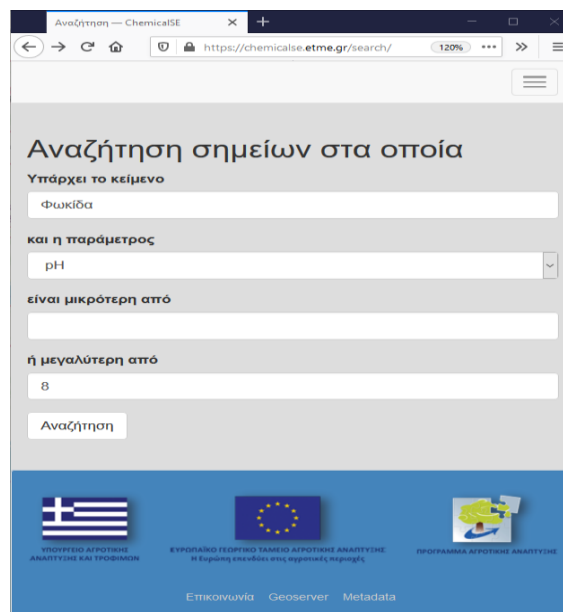 Αναζήτηση — ChemicalSE
https://chemicalse.etme.gr/search/
120%
Αναζήτηση σημείων στα οποία
Υπάρχει το κείμενο
Φωκίδα
και η παράμετρος
pH
είναι μικρότερη από
ή μεγαλύτερη από
8
Αναζήτηση
ΥΠΟΥΡΓΕΙΟ ΑΓΡΟΤΙΚΗΣ
ΑΝΑΠΤΥΞΗΣ ΚΑΙ ΤΡΟΦΙΜΩΝ
ΕΥΡΩΠΑΪΚΟ ΓΕΩΡΓΙΚΟ ΤΑΜΕΙΟ ΑΓΡΟΤΙΚΗΣ ΑΝΑΠΤΥΞΗΣ
Η Ευρώπη επενδύει στις αγροτικές περιοχές
ΠΡΟΓΡΑΜΜΑ ΑΓΡΟΤΙΚΗΣ ΑΝΑΠΤΥΞΗΣ
Επικοινωνία Geoserver Metadata